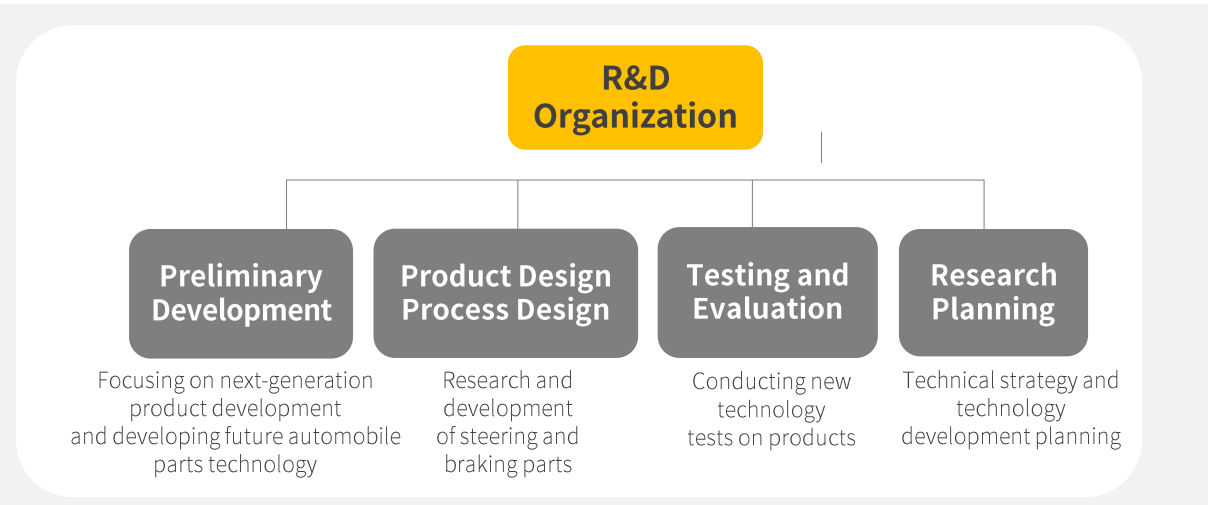 R&D
Organization
Preliminary
Development
Product Design
Process Design
Testing and
Evaluation
Research
Planning
Focusing on next-generation
product development
and developing future automobile
parts technology
Research and
development
of steering and
braking parts
Conducting new
technology
tests on products
Technical strategy and
technology
development planning